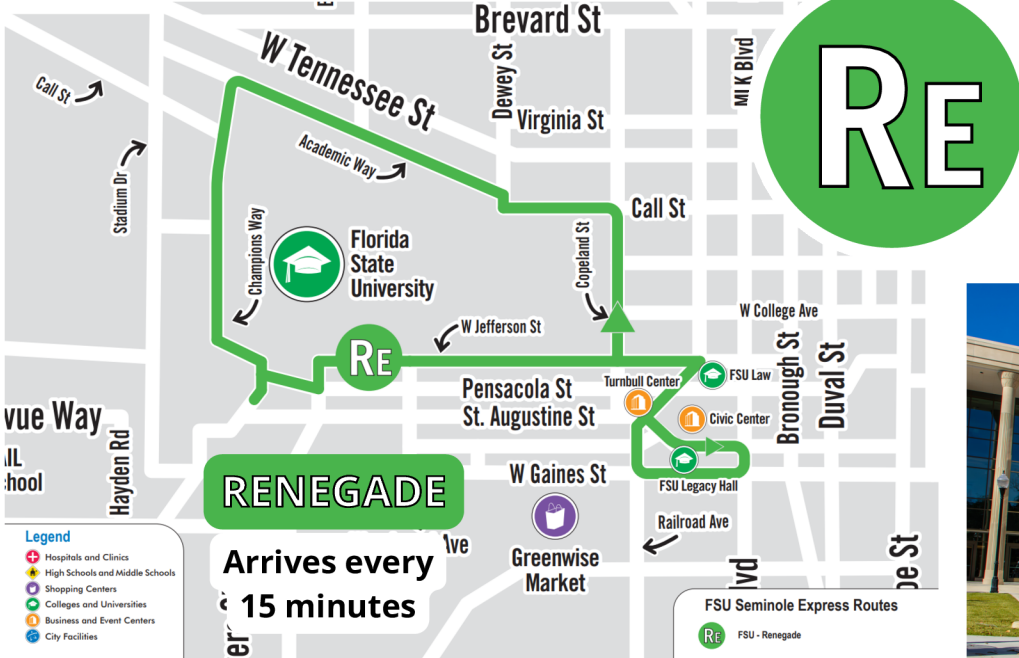 Brevard St
W Tennessee St
Dewey St
Ml K Blvd
RE
Call St
Virginia St
Academic Way
Stadium Dr
Call St
Champions Way
Florida
State
University
Copeland St
W College Ave
W Jefferson St
RE
Bronough St
Duval St
Turnbull Center
FSU Law
Pensacola St
St. Augustine St
Civic Center
vue Way
Hayden Rd
W Gaines St
FSU Legacy Hall
RENEGADE
Railroad Ave
Greenwise
Market
Ave
Arrives every
15 minutes
Legend
Hospitals and Clinics
High Schools and Middle Schools
Shopping Centers
Colleges and Universities
Business and Event Centers
City Facilities
FSU Seminole Express Routes
RE FSU - Renegade